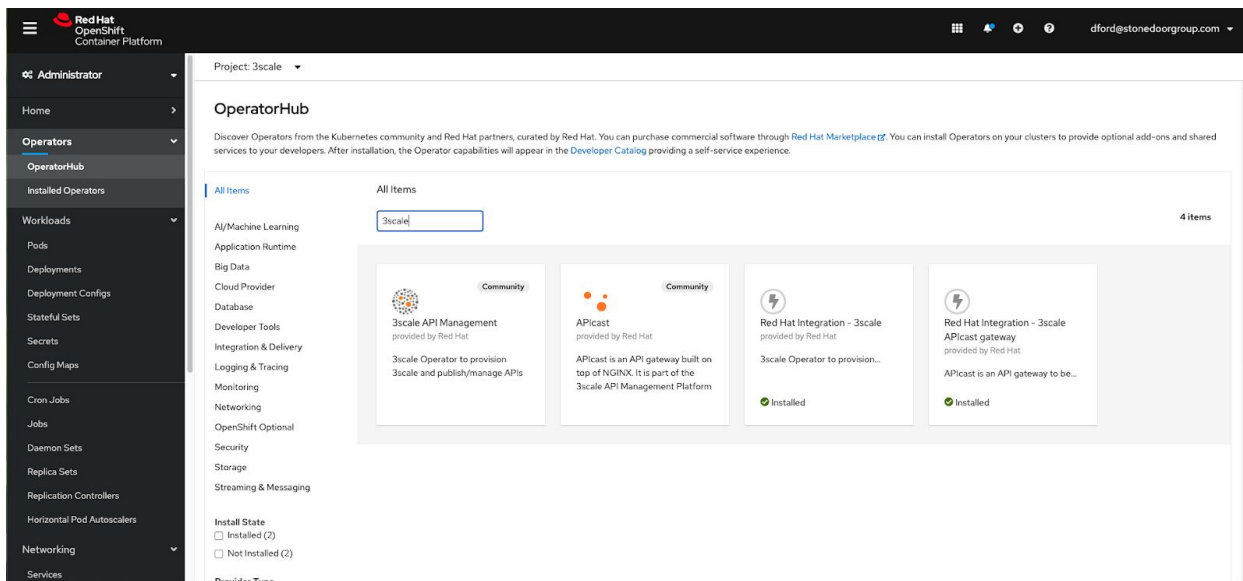 Red Hat
OpenShift
Container Platform
dford@stonedoorgroup.com
Administrator
Home
Operators
OperatorHub
Installed Operators
Workloads
Pods
Deployments
Deployment Configs
Stateful Sets
Secrets
Config Maps
Cron Jobs
Jobs
Daemon Sets
Replica Sets
Replication Controllers
Horizontal Pod Autoscalers
Networking
Services
Project: 3scale
OperatorHub
Discover Operators from the Kubernetes community and Red Hat partners, curated by Red Hat. You can purchase commercial software through Red Hat Marketplace. You can install Operators on your clusters to provide optional add-ons and shared
services to your developers. After installation, the Operator capabilities will appear in the Developer Catalog providing a self-service experience.
All Items
AI/Machine Learning
Application Runtime
Big Data
Cloud Provider
Database
Developer Tools
Integration & Delivery
Logging & Tracing
Monitoring
Networking
OpenShift Optional
Security
Storage
Streaming & Messaging
Install State
Installed (2)
Not Installed (2)
Provider Type
All Items
3scale
4 items
Community
3scale API Management
provided by Red Hat
3scale Operator to provision
3scale and publish/manage APIs
Community
APIcast
provided by Red Hat
APIcast is an API gateway built on
top of NGINX. It is part of the
3scale API Management Platform
Red Hat Integration - 3scale
provided by Red Hat
3scale Operator to provision...
Installed
Red Hat Integration - 3scale
APIcast gateway
provided by Red Hat
APIcast is an API gateway to be...
Installed